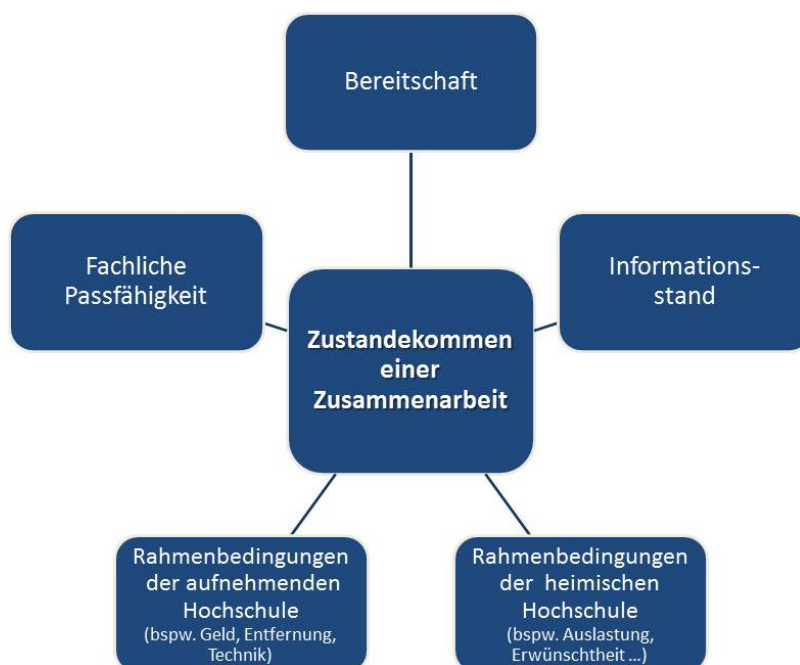 Bereitschaft
Fachliche
Passfähigkeit
Informations-
stand
Zustandekommen
einer
Zusammenarbeit
Rahmenbedingungen
der aufnehmenden
Hochschule
(bspw. Geld, Entfernung,
Technik)
Rahmenbedingungen
der heimischen
Hochschule
(bspw. Auslastung,
Erwünschtheit ...)